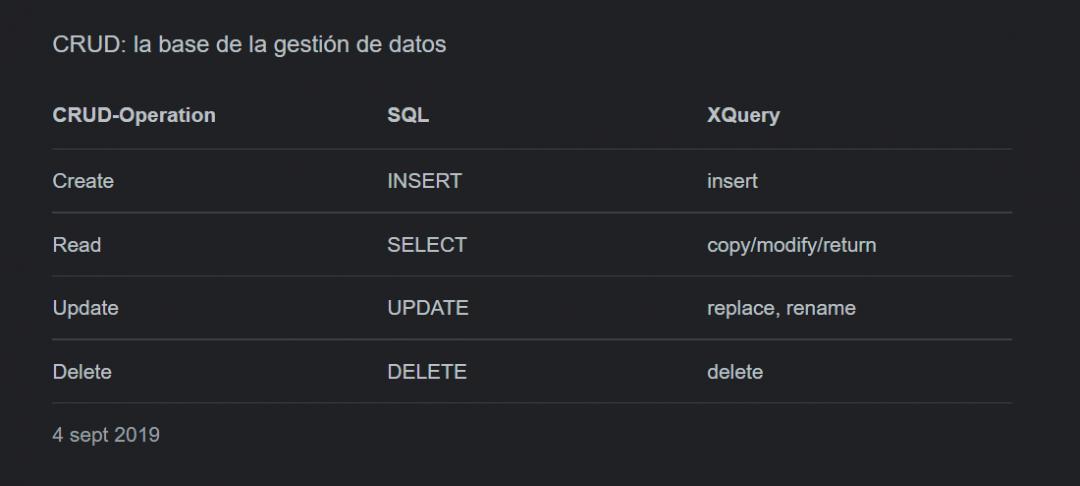 CRUD: la base de la gestión de datos
CRUD-Operation SQL XQuery
Create INSERT insert
Read SELECT copy/modify/return
Update UPDATE replace, rename
Delete DELETE delete
4 sept 2019